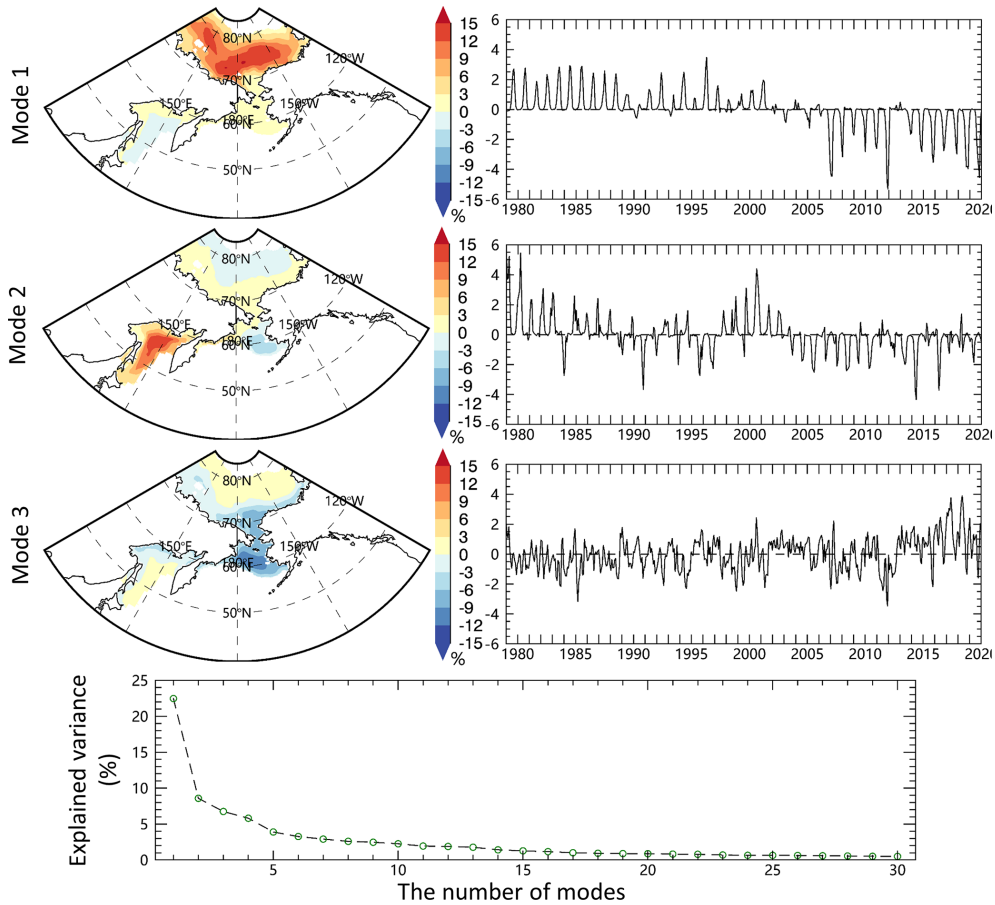 Mode 1
80°N
120°W
70°N
150°E
150°W
180°E
60°N
50°N
15
12
9
6
3
0
-3
-6
-9
-12
-15
%
6
4
2
0
-2
-4
-6
1980 1985 1990 1995 2000 2005 2010 2015 2020
Mode 2
80°N
120°W
70°N
150°E
150°W
180°E
60°N
50°N
15
12
9
6
3
0
-3
-6
-9
-12
-15
%
6
4
2
0
-2
-4
-6
1980 1985 1990 1995 2000 2005 2010 2015 2020
Mode 3
80°N
120°W
70°N
150°E
150°W
180°E
60°N
50°N
15
12
9
6
3
0
-3
-6
-9
-12
-15
%
6
4
2
0
-2
-4
-6
1980 1985 1990 1995 2000 2005 2010 2015 2020
Explained variance
(%)
25
20
15
10
5
0
5 10 15 20 25 30
The number of modes